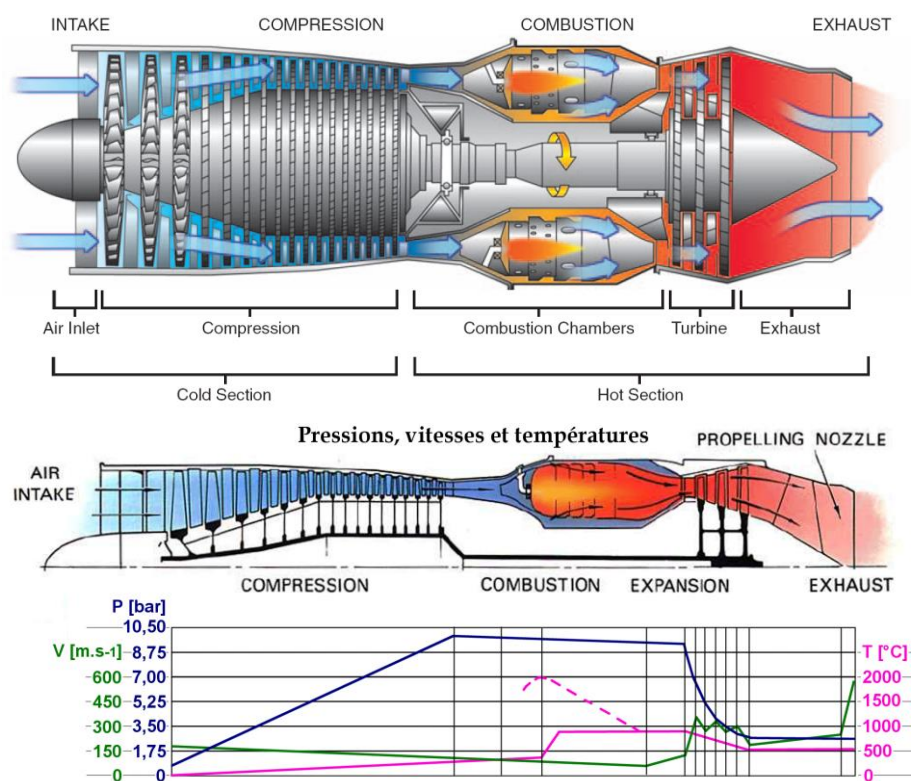 INTAKE COMPRESSION COMBUSTION EXHAUST
Air Inlet Compression Combustion Chambers Turbine Exhaust
Cold Section Hot Section
Pressions, vitesses et températures
PROPELLING NOZZLE
AIR
INTAKE
COMPRESSION COMBUSTION EXPANSION EXHAUST
P [bar]
10,50
V [m.s-1] 8,75 T [°C]
600 7,00 2000
450 5,25 1500
300 3,50 1000
150 1,75 500
0 0 0